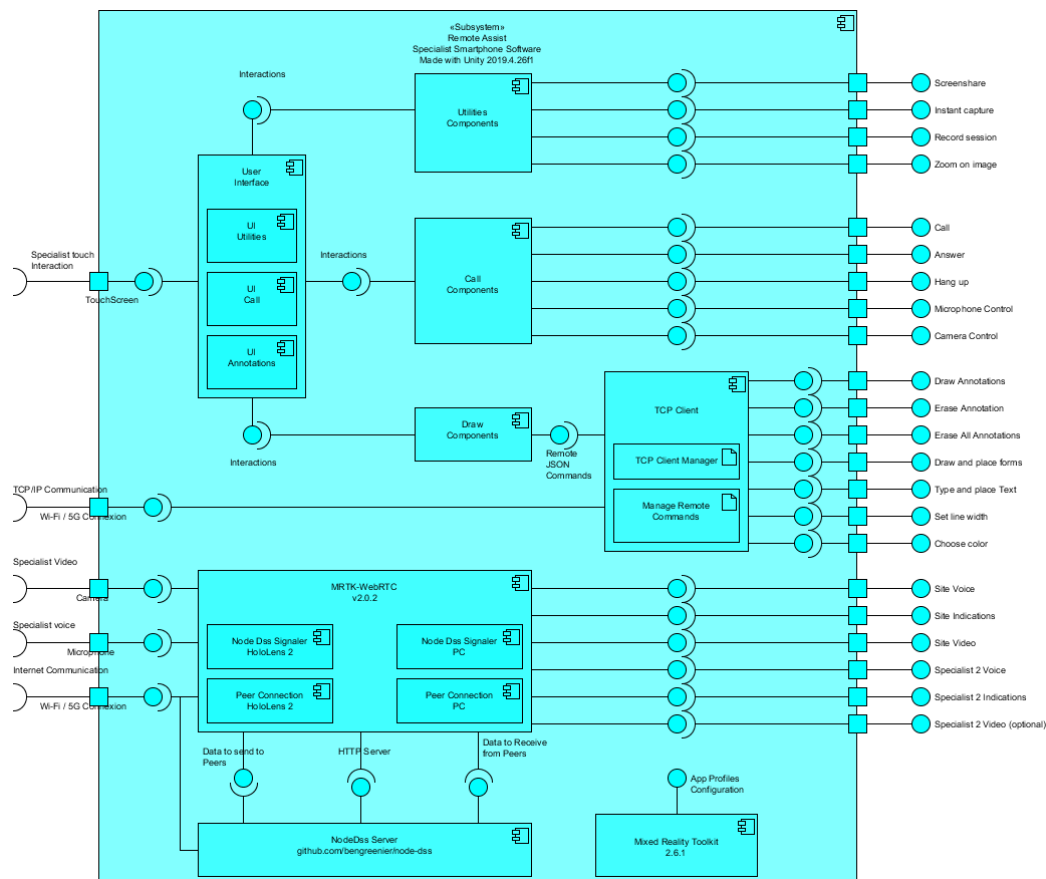 «Subsystem»
Remote Assist
Specialist Smartphone Software
Made with Unity 2019.4.26f1
Interactions
Utilities
Components
Screenshare
Instant capture
Record session
Zoom on image
User
Interface
UI
Utilities
UI
Call
UI
Annotations
Specialist touch
Interaction
TouchScreen
Interactions
Call
Components
Call
Answer
Hang up
Microphone Control
Camera Control
Interactions
Draw
Components
Remote
JSON
Commands
TCP Client
TCP Client Manager
Manage Remote
Commands
Draw Annotations
Erase Annotation
Erase All Annotations
Draw and place forms
Type and place Text
Set line width
Choose color
TCP/IP Communication
Wi-Fi / 5G Connexion
Specialist Video
Camera
Specialist voice
Microphone
Internet Communication
Wi-Fi / 5G Connexion
MRTK-WebRTC
v2.0.2
Node Dss Signaler
HoloLens 2
Node Dss Signaler
PC
Peer Connection
HoloLens 2
Peer Connection
PC
Site Voice
Site Indications
Site Video
Specialist 2 Voice
Specialist 2 Indications
Specialist 2 Video (optional)
Data to send to
Peers
HTTP Server
Data to Receive
from Peers
App Profiles
Configuration
NodeDss Server
github.com/bengreenier/node-dss
Mixed Reality Toolkit
2.6.1